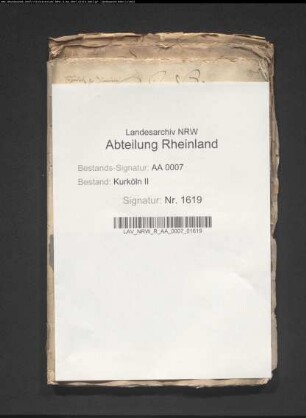 Landesarchiv NRW
Abteilung Rheinland
Bestands-Signatur: AA 0007
Bestand: Kurköln II
Signatur: Nr. 1619
LAV_NRW_R_AA_0007_01619